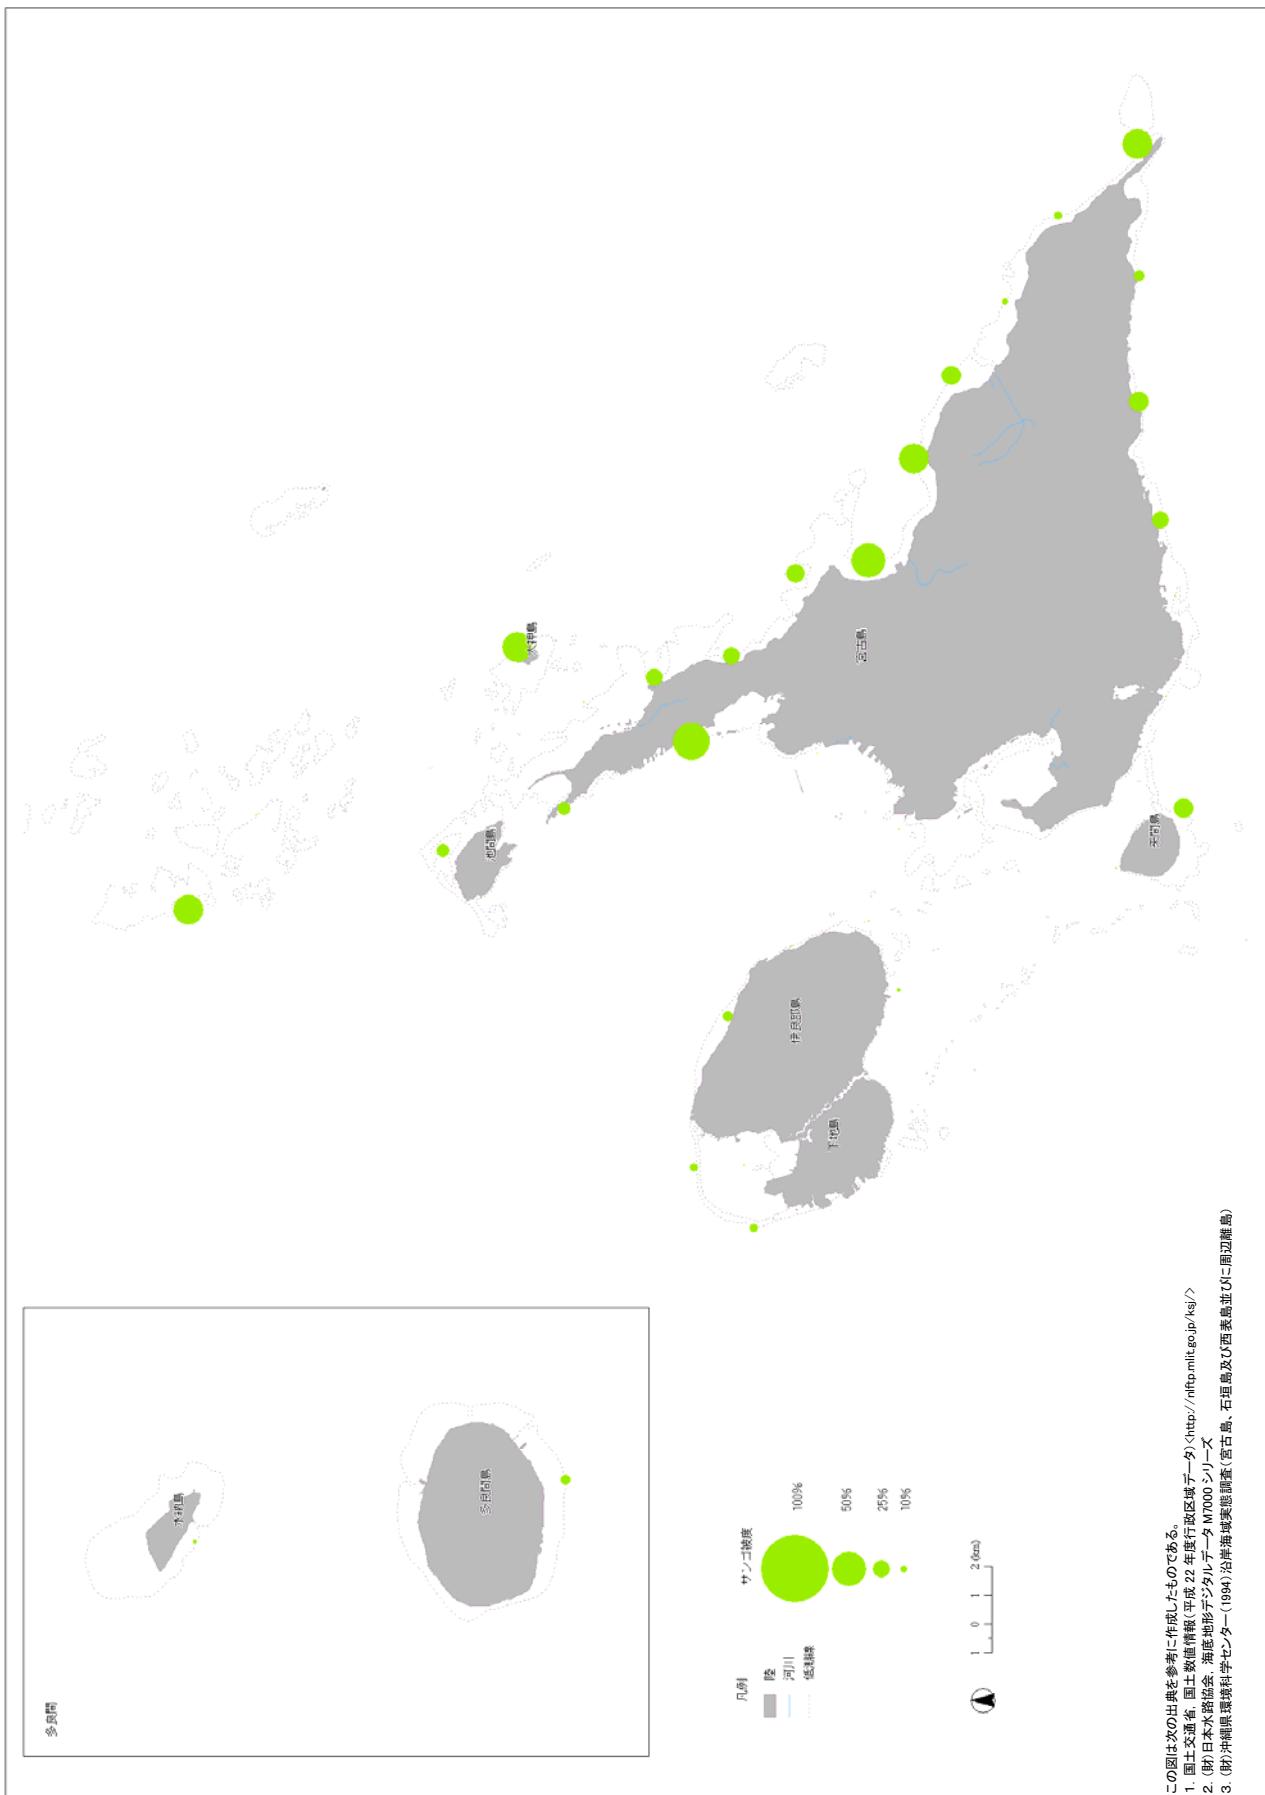 多良間
水納島
多良間島
池間島
大神島
宮古島
伊良部島
下地島
来間島
凡例
陸
河川
低潮線
サンゴ被度
100%
50%
25%
10%
1 0 1 2 (km)
この図は次の出典を参考に作成したものである。
1. 国土交通省, 国土数値情報(平成 22 年度行政区域データ)<http://nlftp.mlit.go.jp/ksj/>
2. (財)日本水路協会, 海底地形デジタルデータ M7000 シリーズ
3. (財)沖縄県環境科学センター(1994)沿岸海域実態調査(宮古島、石垣島及び西表島並びに周辺離島)